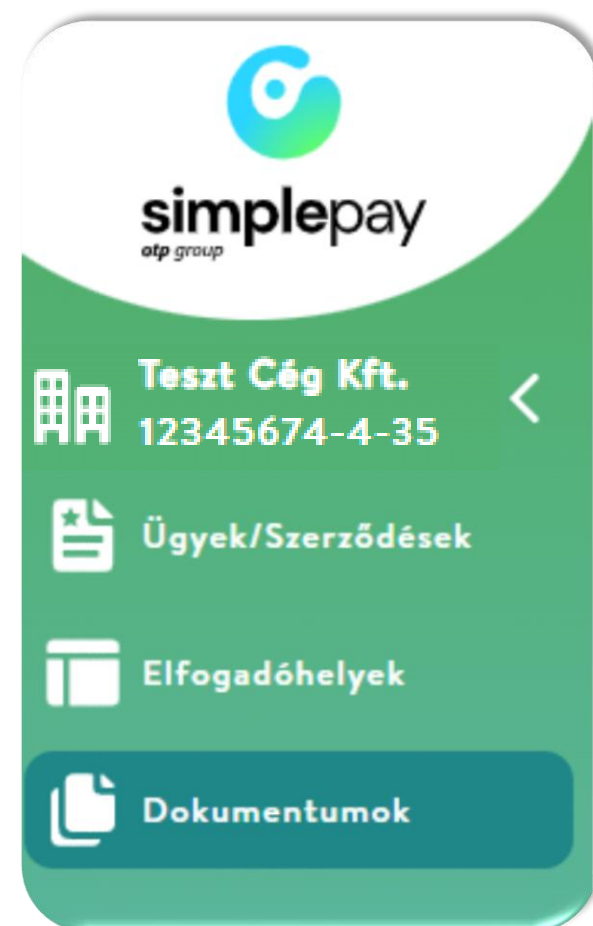 simplepay
otp group
Teszt Cég Kft.
12345674-4-35
Ügyek/Szerződések
Elfogadóhelyek
Dokumentumok